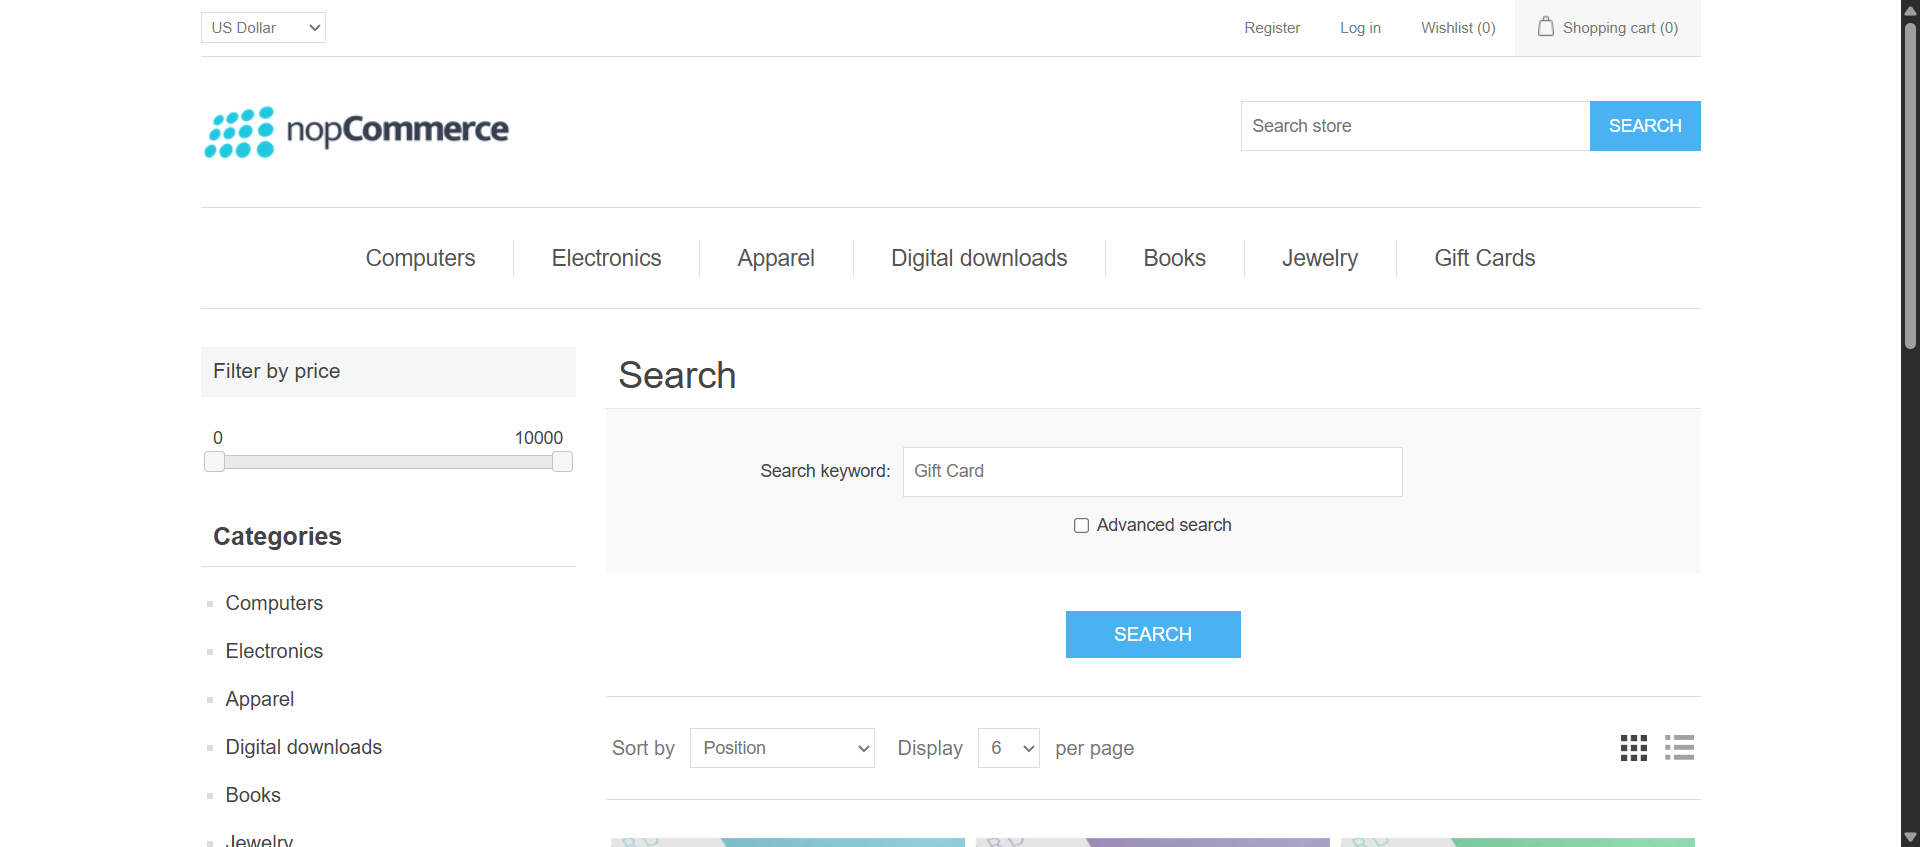 US Dollar
Register
Log in
Wishlist (0)
Shopping cart (0)
nopCommerce
Search store
SEARCH
Computers
Electronics
Apparel
Digital downloads
Books
Jewelry
Gift Cards
Filter by price
0
10000
Categories
Computers
Electronics
Apparel
Digital downloads
Books
Jewelry
Search
Search keyword:
Gift Card
Advanced search
SEARCH
Sort by
Position
Display
6
per page